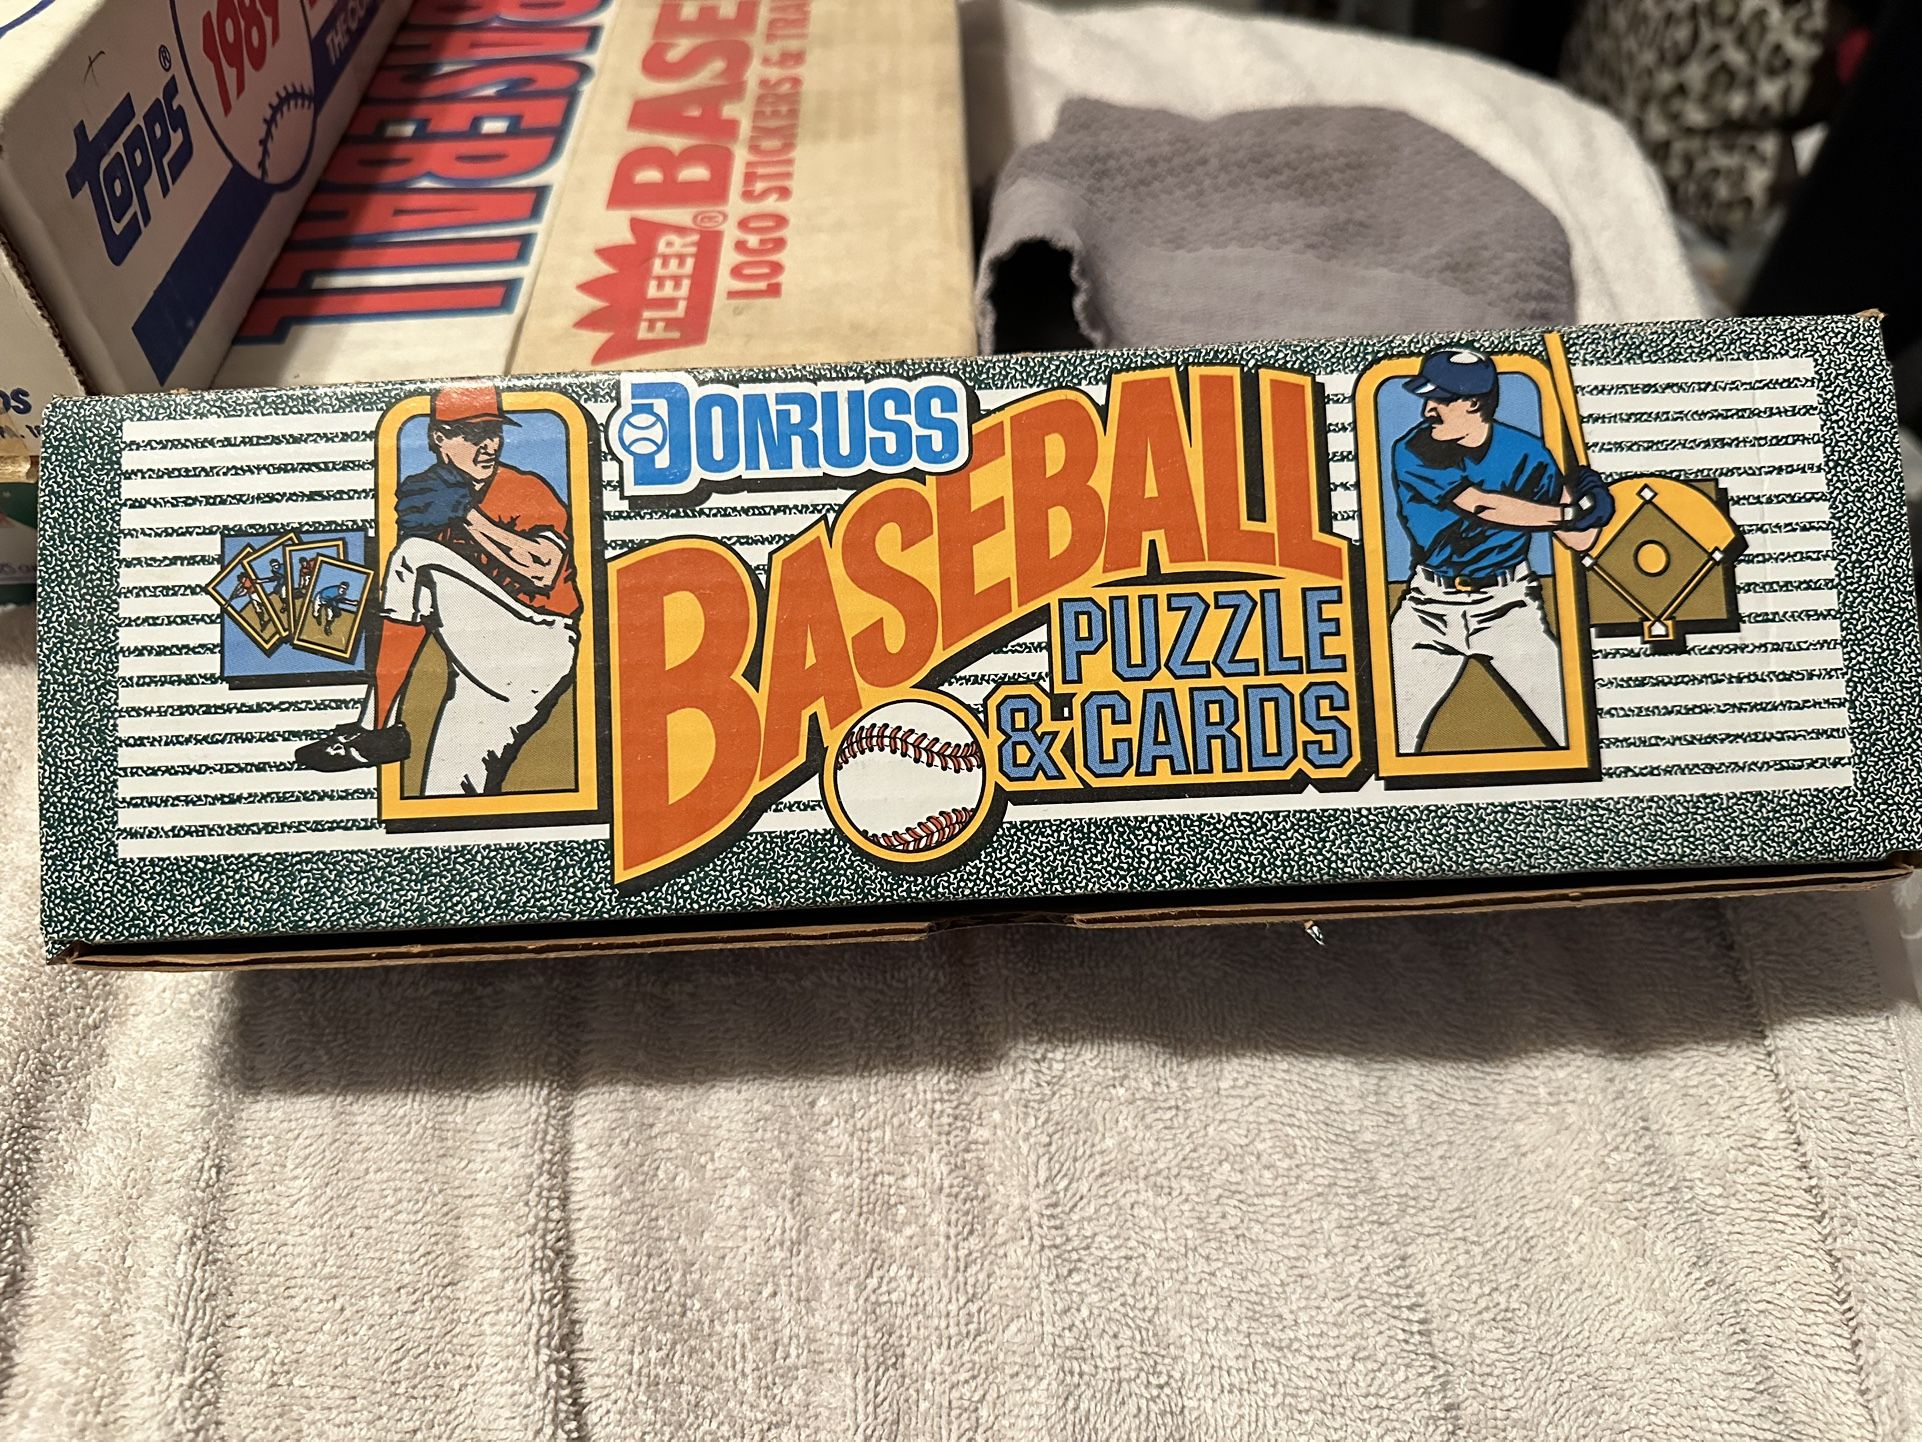 TOPPS®
1989
BASEBALL
FLEER®
BASE
LOGO STICKERS & TRA
DONRUSS
BASEBALL
PUZZLE
& CARDS